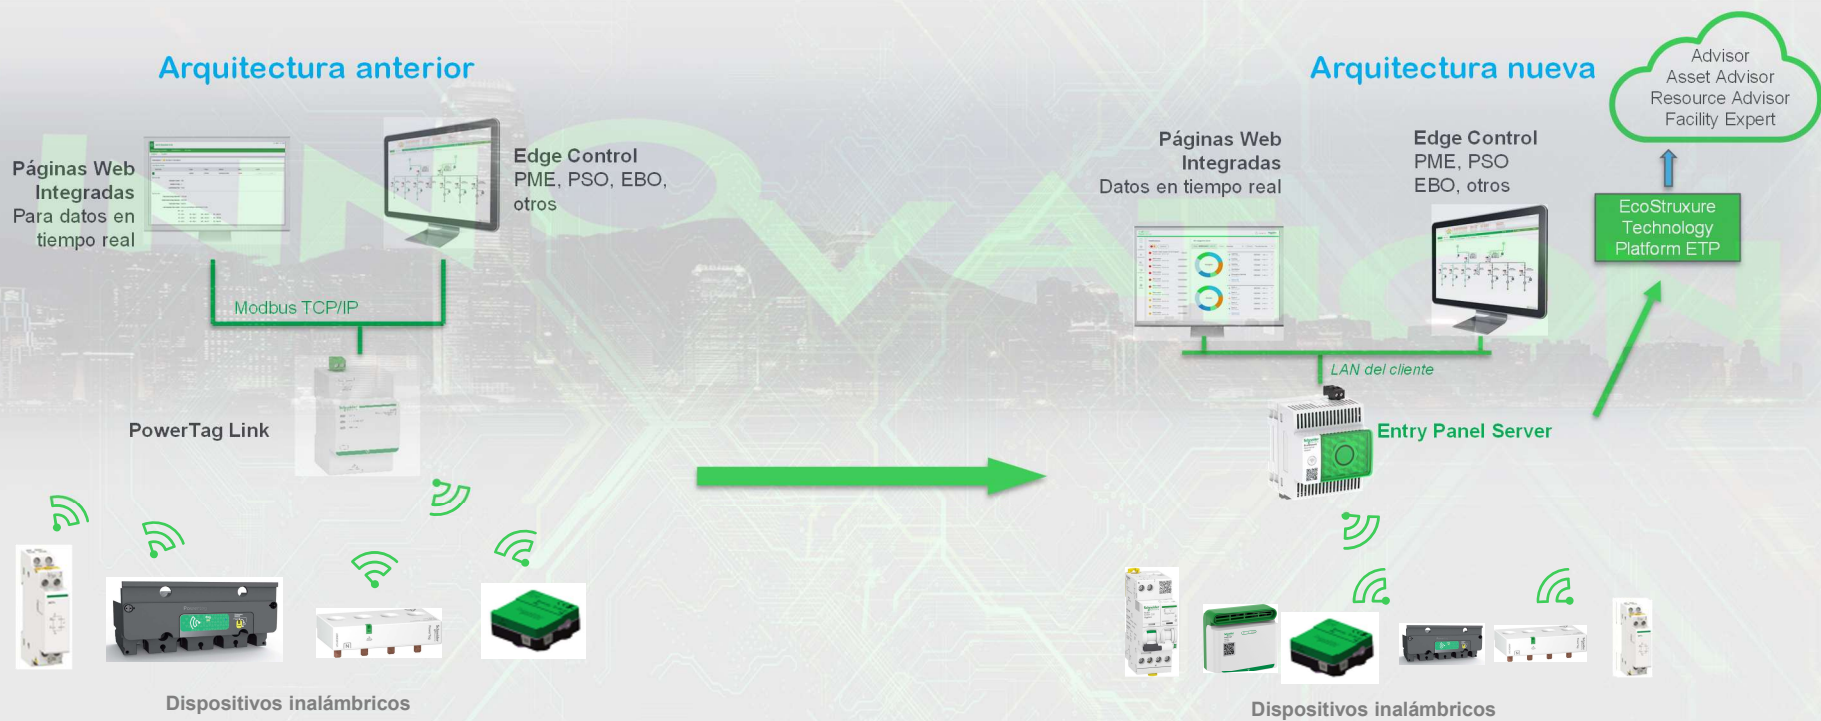 INNOVATION
Arquitectura anterior
Páginas Web
Integradas
Para datos en
tiempo real
Edge Control
PME, PSO, EBO,
otros
Modbus TCP/IP
PowerTag Link
Dispositivos inalámbricos
Arquitectura nueva
Advisor
Asset Advisor
Resource Advisor
Facility Expert
Páginas Web
Integradas
Datos en tiempo real
Edge Control
PME, PSO
EBO, otros
EcoStruxure
Technology
Platform ETP
LAN del cliente
Entry Panel Server
Dispositivos inalámbricos